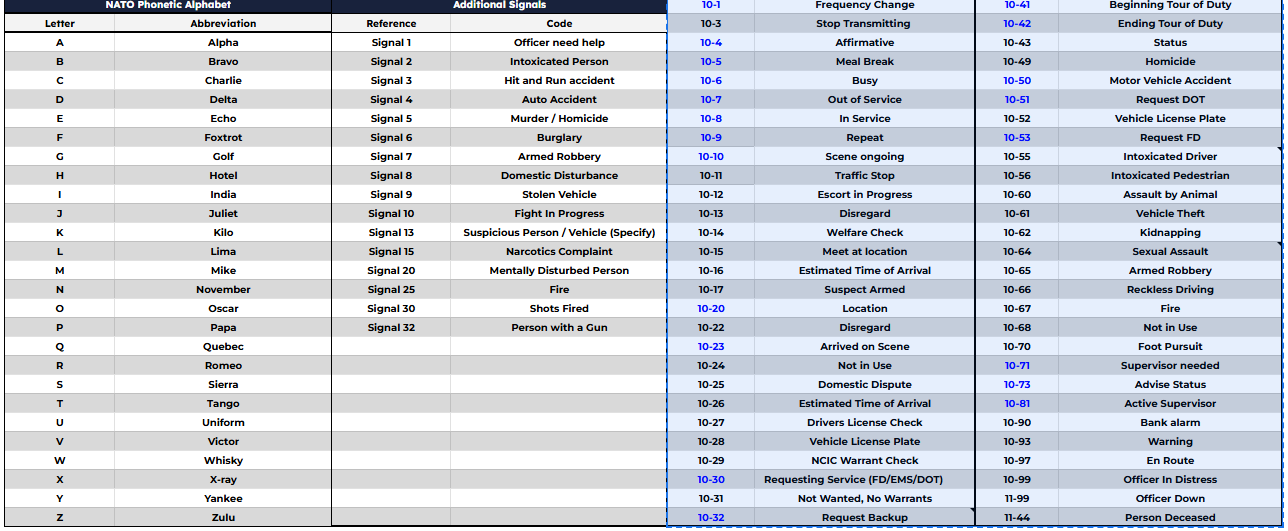 NATO Phonetic Alphabet Additional Signals 10-1 Frequency Change 10-41 Beginning Tour of Duty
Letter Abbreviation Reference Code 10-3 Stop Transmitting 10-42 Ending Tour of Duty
A Alpha Signal 1 Officer need help 10-4 Affirmative 10-43 Status
B Bravo Signal 2 Intoxicated Person 10-5 Meal Break 10-49 Homicide
C Charlie Signal 3 Hit and Run accident 10-6 Busy 10-50 Motor Vehicle Accident
D Delta Signal 4 Auto Accident 10-7 Out of Service 10-51 Request DOT
E Echo Signal 5 Murder / Homicide 10-8 In Service 10-52 Vehicle License Plate
F Foxtrot Signal 6 Burglary 10-9 Repeat 10-53 Request FD
G Golf Signal 7 Armed Robbery 10-10 Scene ongoing 10-55 Intoxicated Driver
H Hotel Signal 8 Domestic Disturbance 10-11 Traffic Stop 10-56 Intoxicated Pedestrian
I India Signal 9 Stolen Vehicle 10-12 Escort in Progress 10-60 Assault by Animal
J Juliet Signal 10 Fight In Progress 10-13 Disregard 10-61 Vehicle Theft
K Kilo Signal 13 Suspicious Person / Vehicle (Specify) 10-14 Welfare Check 10-62 Kidnapping
L Lima Signal 15 Narcotics Complaint 10-15 Meet at location 10-64 Sexual Assault
M Mike Signal 20 Mentally Disturbed Person 10-16 Estimated Time of Arrival 10-65 Armed Robbery
N November Signal 25 Fire 10-17 Suspect Armed 10-66 Reckless Driving
O Oscar Signal 30 Shots Fired 10-20 Location 10-67 Fire
P Papa Signal 32 Person with a Gun 10-22 Disregard 10-68 Not in Use
Q Quebec 10-23 Arrived on Scene 10-70 Foot Pursuit
R Romeo 10-24 Not in Use 10-71 Supervisor needed
S Sierra 10-25 Domestic Dispute 10-73 Advise Status
T Tango 10-26 Estimated Time of Arrival 10-81 Active Supervisor
U Uniform 10-27 Drivers License Check 10-90 Bank alarm
V Victor 10-28 Vehicle License Plate 10-93 Warning
W Whisky 10-29 NCIC Warrant Check 10-97 En Route
X X-ray 10-30 Requesting Service (FD/EMS/DOT) 10-99 Officer In Distress
Y Yankee 10-31 Not Wanted, No Warrants 11-99 Officer Down
Z Zulu 10-32 Request Backup 11-44 Person Deceased